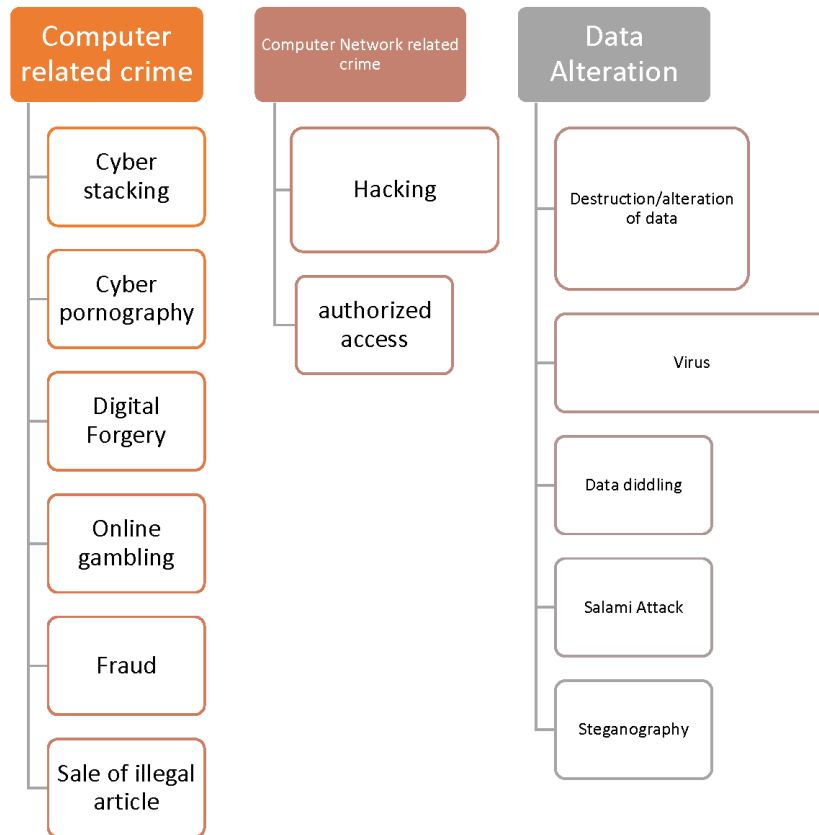 Computer
related crime
Cyber
stacking
Cyber
pornography
Digital
Forgery
Online
gambling
Fraud
Sale of illegal
article
Computer Network related
crime
Hacking
authorized
access
Data
Alteration
Destruction/alteration
of data
Virus
Data diddling
Salami Attack
Steganography